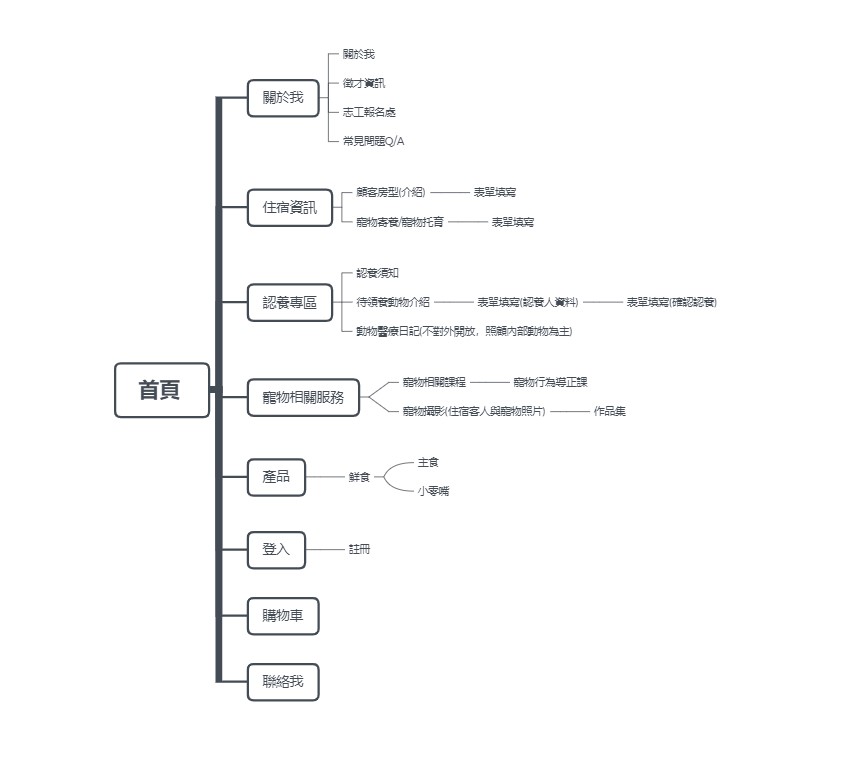 首頁
關於我
關於我
徵才資訊
志工報名處
常見問題Q/A
住宿資訊
顧客房型(介紹)
表單填寫
寵物寄養/寵物托育
表單填寫
認養專區
認養須知
待領養動物介紹
表單填寫(認養人資料)
表單填寫(確認認養)
動物醫療日記(不對外開放，照顧內部動物為主)
寵物相關服務
寵物相關課程
寵物行為導正課
寵物攝影(住宿客人與寵物照片)
作品集
產品
鮮食
主食
小零嘴
登入
註冊
購物車
聯絡我